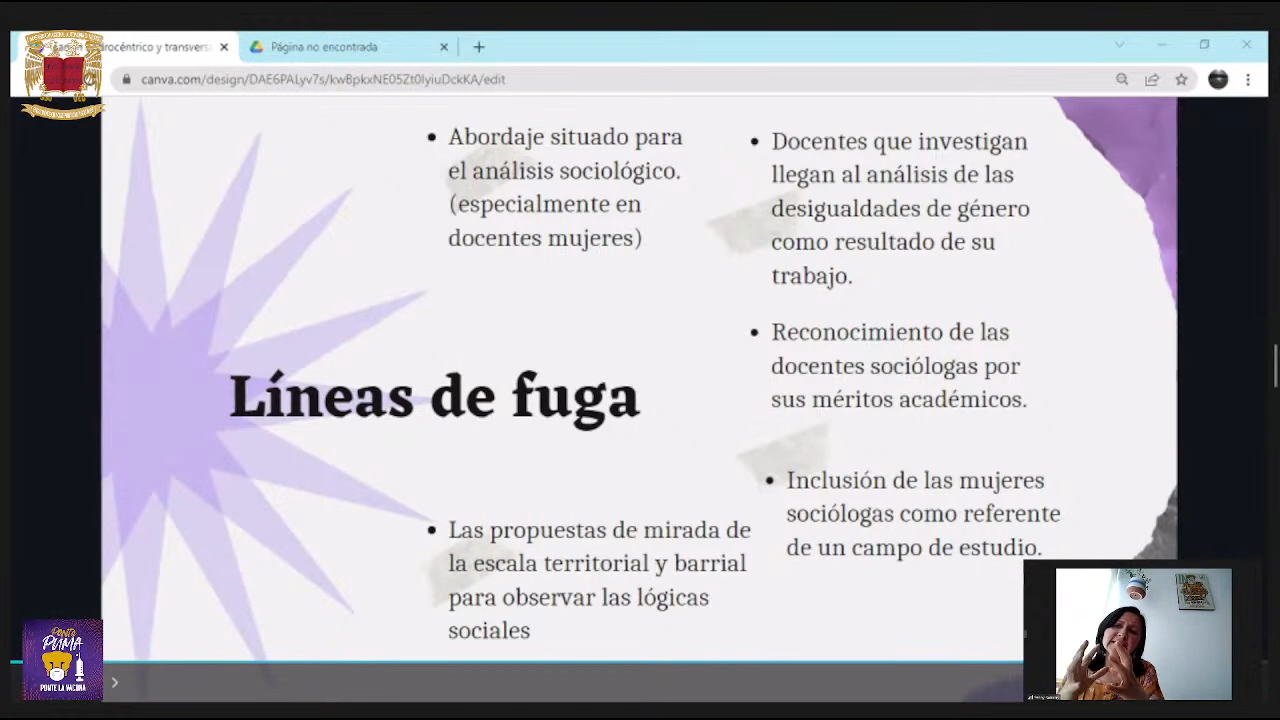 drocéntrico y transvers
Página no encontrada
canva.com/design/DAE6PALyv7s/kwBpkxNE05Zt0IyiuDckKA/edit
Abordaje situado para
el análisis sociológico.
(especialmente en
docentes mujeres)
Docentes que investigan
llegan al análisis de las
desigualdades de género
como resultado de su
trabajo.
Reconocimiento de las
docentes sociólogas por
sus méritos académicos.
Líneas de fuga
Inclusión de las mujeres
sociólogas como referente
de un campo de estudio.
Las propuestas de mirada de
la escala territorial y barrial
para observar las lógicas
sociales
PONTE
PUMA
PONTE LA VACUNA